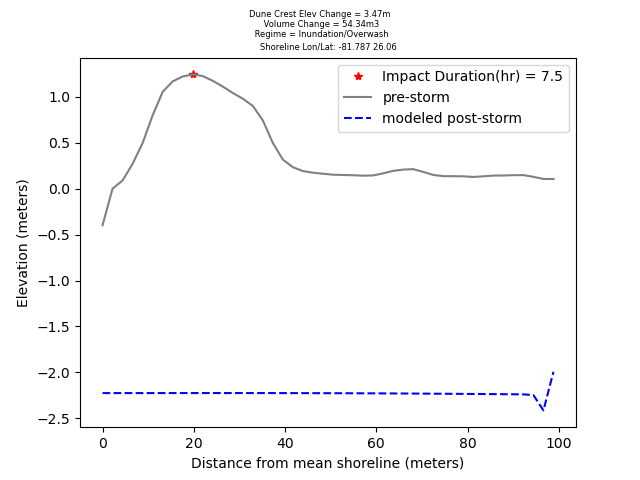 Dune Crest Elev Change = 3.47m
Volume Change = 54.34m3
Regime = Inundation/Overwash
Shoreline Lon/Lat: -81.787 26.06
Impact Duration(hr) = 7.5
pre-storm
modeled post-storm
Elevation (meters)
1.0
0.5
0.0
−0.5
−1.0
−1.5
−2.0
−2.5
0 20 40 60 80 100
Distance from mean shoreline (meters)